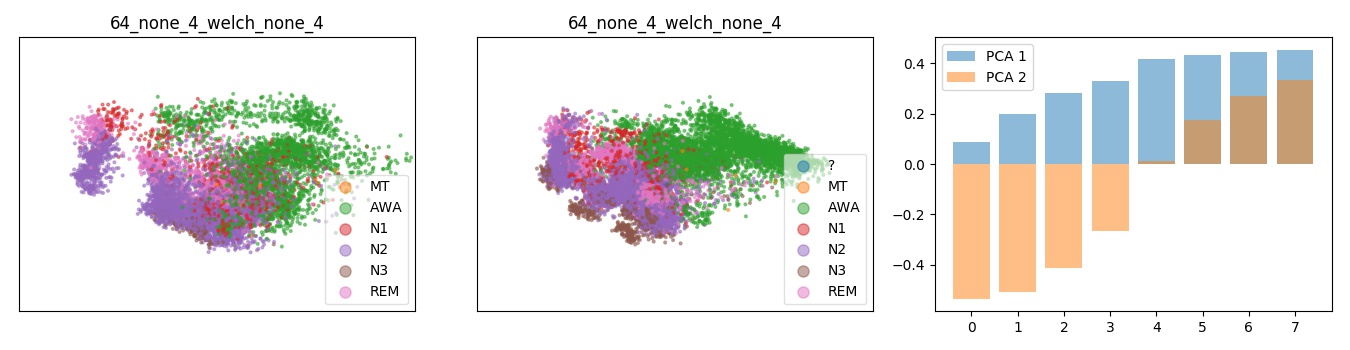 64_none_4_welch_none_4
MT
AWA
N1
N2
N3
REM
64_none_4_welch_none_4
?
MT
AWA
N1
N2
N3
REM
PCA 1
PCA 2
0.4
0.2
0.0
−0.2
−0.4
0 1 2 3 4 5 6 7